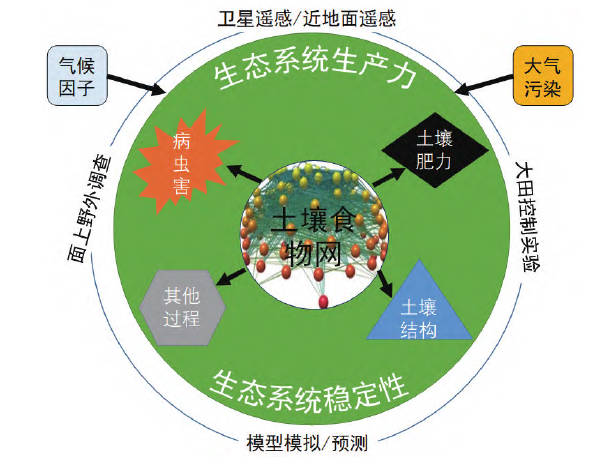 卫星遥感/近地面遥感
气候
因子
大气
污染
生态系统生产力
病
虫
害
土壤
肥力
面上野外调查
大田控制实验
土壤食
物网
其他
过程
土壤
结构
生态系统稳定性
模型模拟/预测